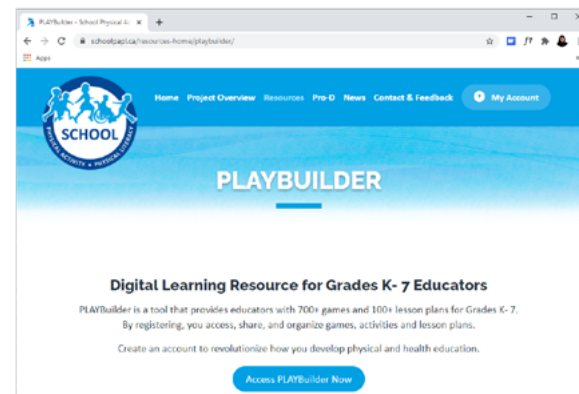 PLAYBuilder - School Physical Ac
schoolpapl.ca/resources-home/playbuilder/
Apps
Home Project Overview Resources Pro-D News Contact & Feedback My Account
SCHOOL
PHYSICAL ACTIVITY • PHYSICAL LITERACY
PLAYBUILDER
Digital Learning Resource for Grades K- 7 Educators
PLAYBuilder is a tool that provides educators with 700+ games and 100+ lesson plans for Grades K- 7.
By registering, you access, share, and organize games, activities and lesson plans.
Create an account to revolutionize how you develop physical and health education.
Access PLAYBuilder Now